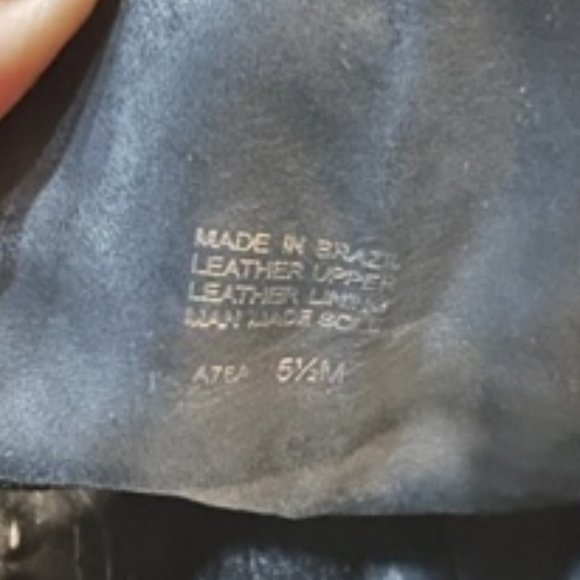 MADE IN BRAZIL
LEATHER UPPER
LEATHER LINING
MAN MADE SOLE
5½M